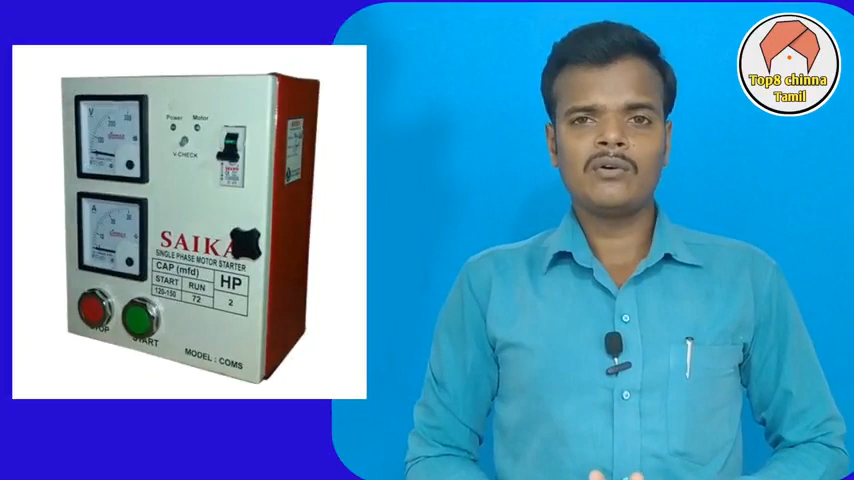 V
A
Power Motor
V-CHECK
SAIKA
SINGLE PHASE MOTOR STARTER
CAP (mfd)
HP
START
RUN
120-150
72
2
STOP
START
MODEL : COMS
Top8 chinna
Tamil